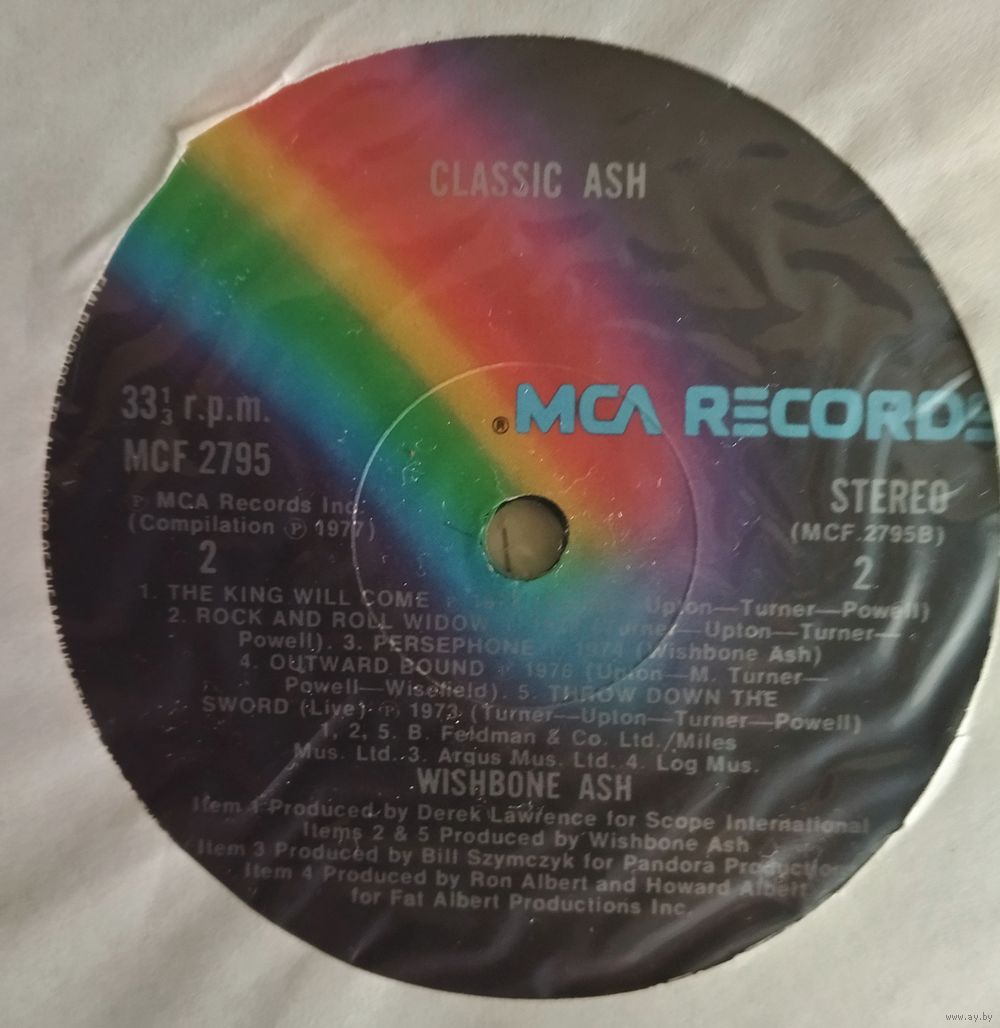 CLASSIC ASH
33 1/3 r.p.m.
® MCA RECORDS
MCF 2795
STEREO
℗ MCA Records Inc.
(Compilation ℗ 1977)
(MCF.2795B)
2
2
1. THE KING WILL COME Upton—Turner—Powell)
2. ROCK AND ROLL WIDOW Upton—Turner—
Powell). 3. PERSEPHONE ℗ 1974 (Wishbone Ash)
4. OUTWARD BOUND ℗ 1976 (Upton—M. Turner—
Powell—Wisefield). 5. THROW DOWN THE
SWORD (Live) ℗ 1973 (Turner—Upton—Turner—Powell)
1, 2, 5. B. Feldman & Co. Ltd./Miles
Mus. Ltd. 3. Argus Mus. Ltd. 4. Log Mus.
WISHBONE ASH
Item 1 Produced by Derek Lawrence for Scope International
Items 2 & 5 Produced by Wishbone Ash
Item 3 Produced by Bill Szymczyk for Pandora Productions
Item 4 Produced by Ron Albert and Howard Albert
for Fat Albert Productions Inc.
www.ay.by